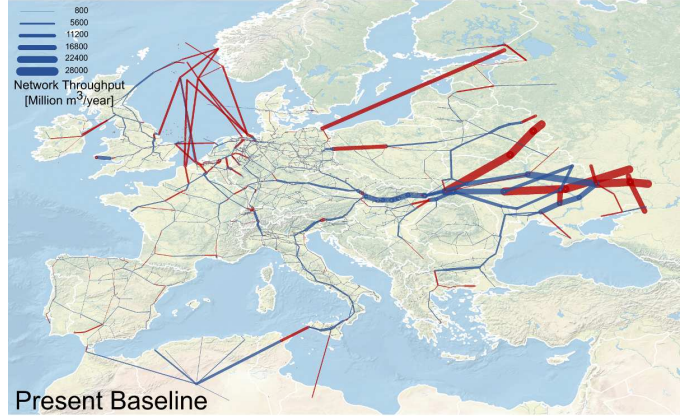 800
5600
11200
16800
22400
28000
Network Throughput
[Million m³/year]
Present Baseline